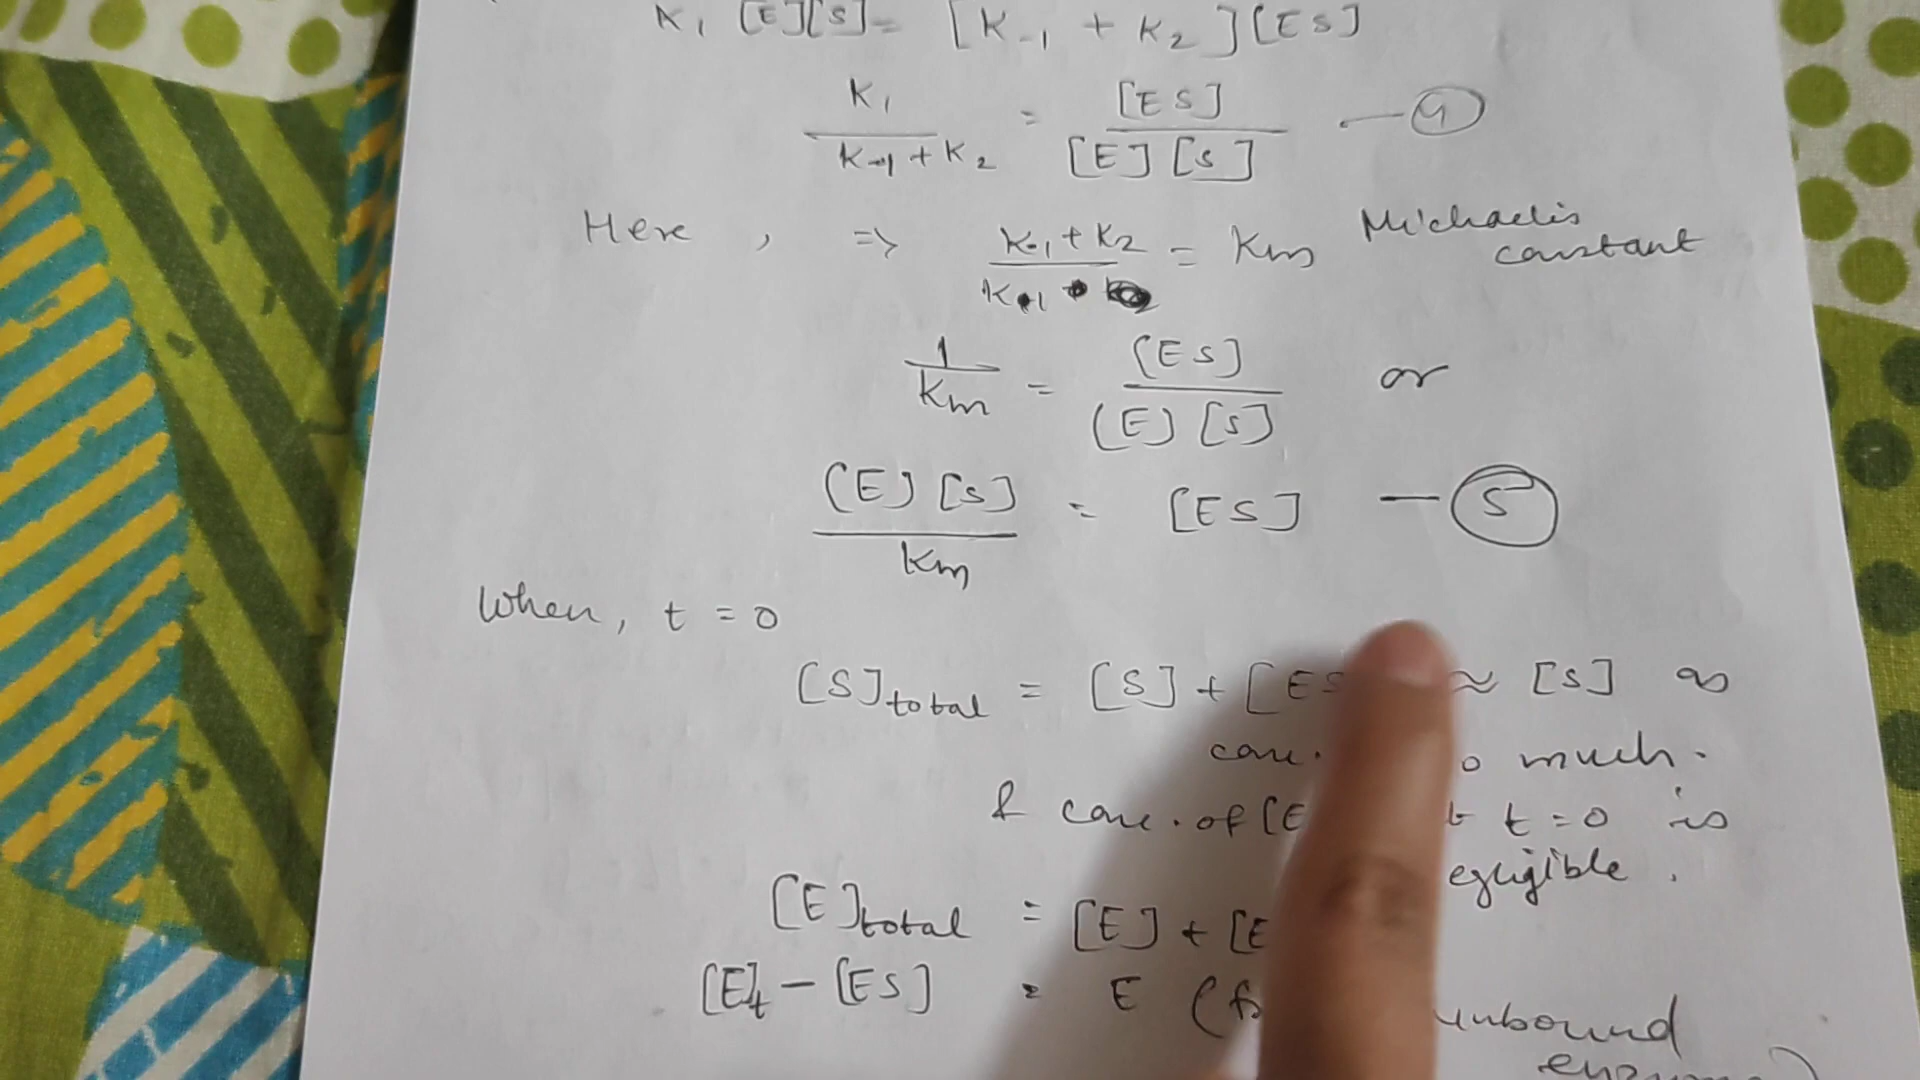 K1 [E][S] = [K-1 + K2][ES]
K1 / K-1 + K2 = [ES] / [E][S] — 4
Here, => K-1 + K2 / K1 = Km Michaelis constant
1 / Km = [ES] / [E][S] or
[E][S] / Km = [ES] — 5
When, t = 0
[S]total = [S] + [ES ≈ [S] as
conc. much.
& conc. of [E t = 0 is
[E]total = [E] + [E
[E]t - [ES] = E ( unbound
enzyme)